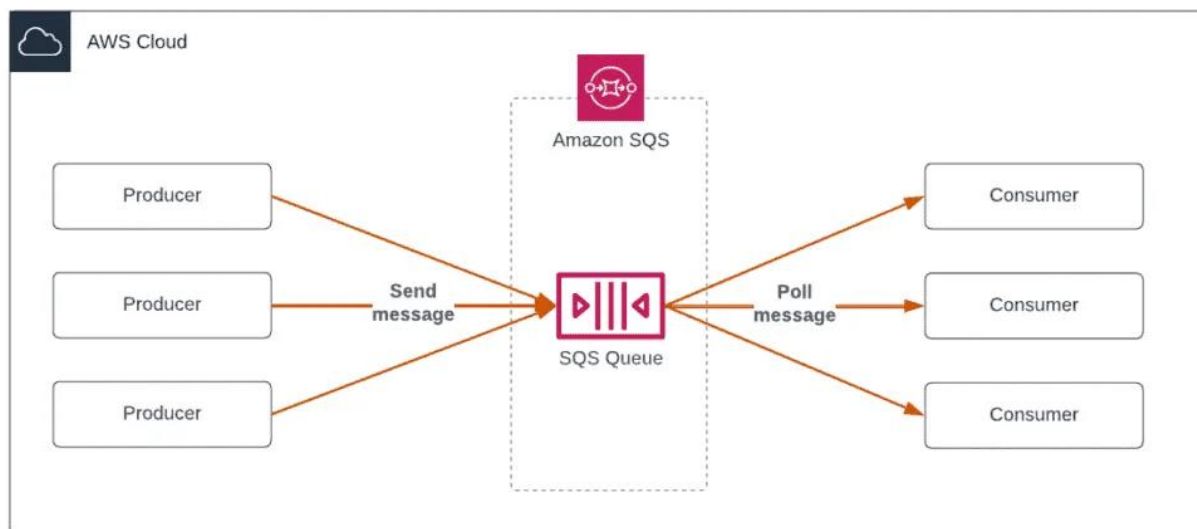 AWS Cloud
Amazon SQS
Producer
Consumer
Producer
Send
message
Poll
message
Consumer
SQS Queue
Producer
Consumer